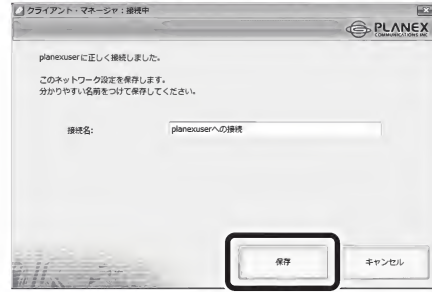 クライアント・マネージャ：接続中
PLANEX
COMMUNICATIONS INC.
planexuserに正しく接続しました。
このネットワーク設定を保存します。
分かりやすい名前をつけて保存してください。
接続名:
planexuserへの接続
保存
キャンセル